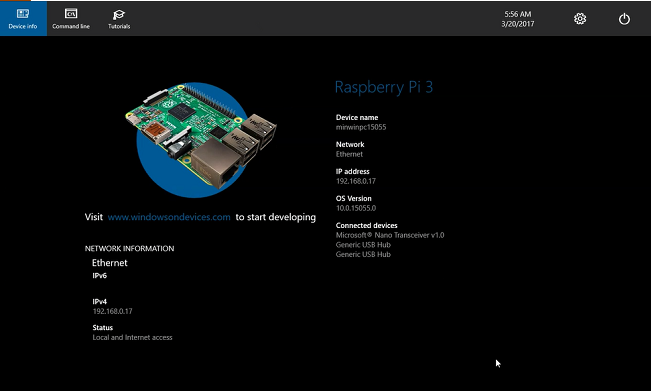 Device info
Command line
Tutorials
5:56 AM
3/20/2017
Raspberry Pi 3
Device name
minwinpc15055
Network
Ethernet
IP address
192.168.0.17
OS Version
10.0.15055.0
Connected devices
Microsoft® Nano Transceiver v1.0
Generic USB Hub
Generic USB Hub
Visit www.windowsondevices.com to start developing
NETWORK INFORMATION
Ethernet
IPv6
IPv4
192.168.0.17
Status
Local and Internet access